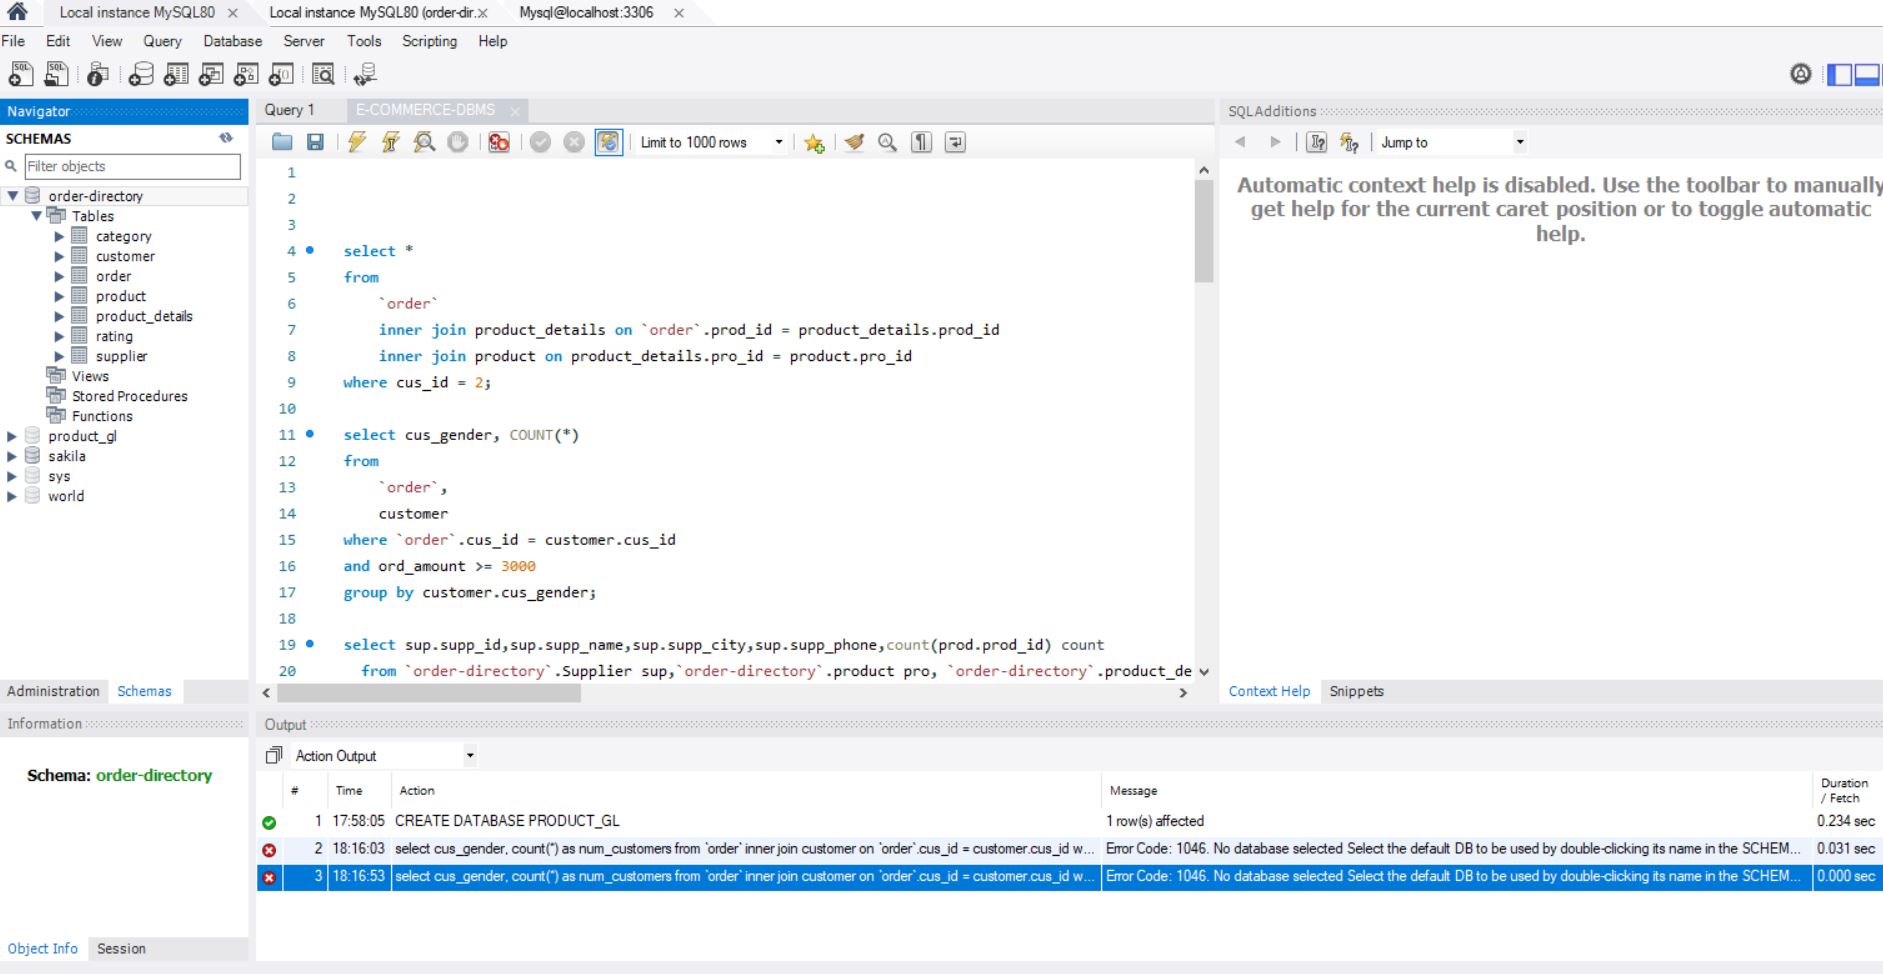 Local instance MySQL80
Local instance MySQL80 (order-dir.
Mysql@localhost:3306
File Edit View Query Database Server Tools Scripting Help
Navigator
SCHEMAS
Filter objects
order-directory
Tables
category
customer
order
product
product_details
rating
supplier
Views
Stored Procedures
Functions
product_gl
sakila
sys
world
Administration Schemas
Information
Schema: order-directory
Object Info Session
Query 1 E-COMMERCE-DBMS
Limit to 1000 rows
1
2
3
4 select *
5 from
6 `order`
7 inner join product_details on `order`.prod_id = product_details.prod_id
8 inner join product on product_details.pro_id = product.pro_id
9 where cus_id = 2;
10
11 select cus_gender, COUNT(*)
12 from
13 `order`,
14 customer
15 where `order`.cus_id = customer.cus_id
16 and ord_amount >= 3000
17 group by customer.cus_gender;
18
19 select sup.supp_id,sup.supp_name,sup.supp_city,sup.supp_phone,count(prod.prod_id) count
20 from `order-directory`.Supplier sup,`order-directory`.product pro, `order-directory`.product_de
SQLAdditions
Jump to
Automatic context help is disabled. Use the toolbar to manually
get help for the current caret position or to toggle automatic
help.
Context Help Snippets
Output
Action Output
# Time Action Message Duration / Fetch
1 17:58:05 CREATE DATABASE PRODUCT_GL 1 row(s) affected 0.234 sec
2 18:16:03 select cus_gender, count(*) as num_customers from `order` inner join customer on `order`.cus_id = customer.cus_id w... Error Code: 1046. No database selected Select the default DB to be used by double-clicking its name in the SCHEM... 0.031 sec
3 18:16:53 select cus_gender, count(*) as num_customers from `order` inner join customer on `order`.cus_id = customer.cus_id w... Error Code: 1046. No database selected Select the default DB to be used by double-clicking its name in the SCHEM... 0.000 sec